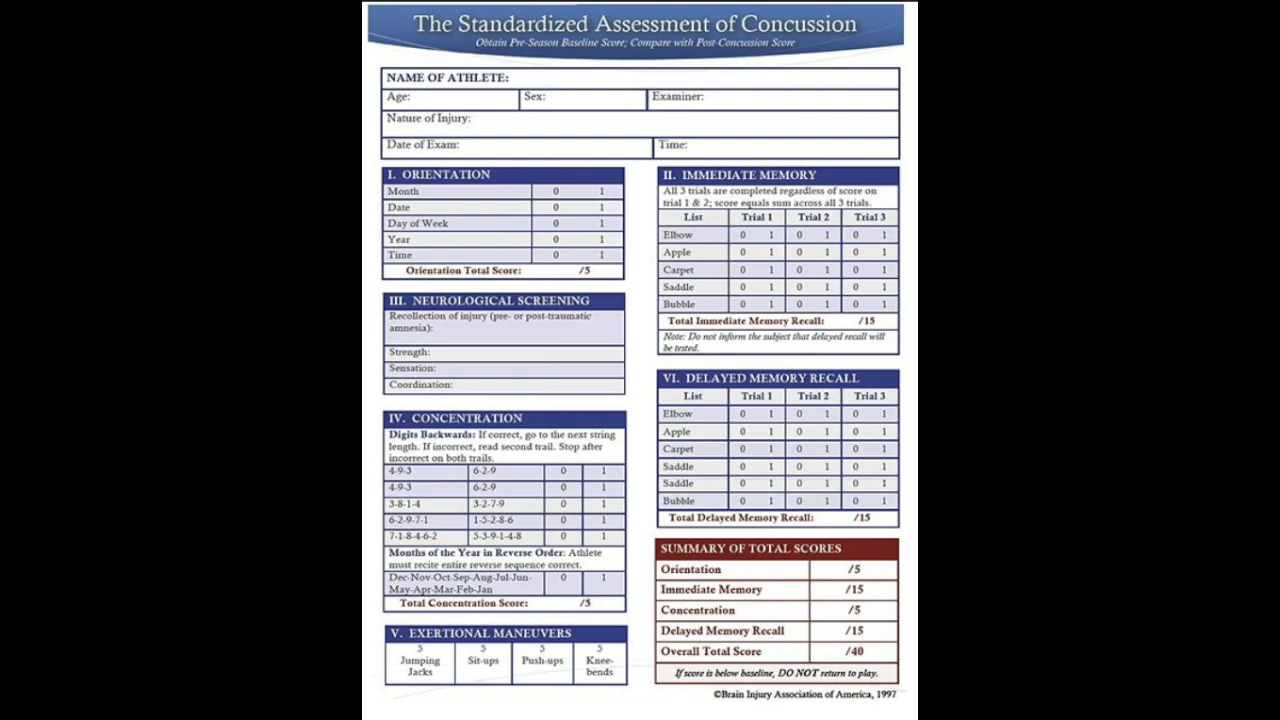 The Standardized Assessment of Concussion
Obtain Pre-Season Baseline Score; Compare with Post-Concussion Score
NAME OF ATHLETE:
Age: Sex: Examiner:
Nature of Injury:
Date of Exam: Time:
I. ORIENTATION
Month 0 1
Date 0 1
Day of Week 0 1
Year 0 1
Time 0 1
Orientation Total Score: /5
II. IMMEDIATE MEMORY
All 3 trials are completed regardless of score on
trial 1 & 2; score equals sum across all 3 trials.
List Trial 1 Trial 2 Trial 3
Elbow 0 1 0 1 0 1
Apple 0 1 0 1 0 1
Carpet 0 1 0 1 0 1
Saddle 0 1 0 1 0 1
Bubble 0 1 0 1 0 1
Total Immediate Memory Recall: /15
Note: Do not inform the subject that delayed recall will
be tested.
III. NEUROLOGICAL SCREENING
Recollection of injury (pre- or post-traumatic
amnesia):
Strength:
Sensation:
Coordination:
IV. CONCENTRATION
Digits Backwards: If correct, go to the next string
length. If incorrect, read second trail. Stop after
incorrect on both trails.
4-9-3 6-2-9 0 1
4-9-3 6-2-9 0 1
3-8-1-4 3-2-7-9 0 1
6-2-9-7-1 1-5-2-8-6 0 1
7-1-8-4-6-2 5-3-9-1-4-8 0 1
Months of the Year in Reverse Order: Athlete
must recite entire reverse sequence correct.
Dec-Nov-Oct-Sep-Aug-Jul-Jun- 0 1
May-Apr-Mar-Feb-Jan
Total Concentration Score: /5
V. EXERTIONAL MANEUVERS
5 5 5 5
Jumping Sit-ups Push-ups Knee-
Jacks bends
VI. DELAYED MEMORY RECALL
List Trial 1 Trial 2 Trial 3
Elbow 0 1 0 1 0 1
Apple 0 1 0 1 0 1
Carpet 0 1 0 1 0 1
Saddle 0 1 0 1 0 1
Saddle 0 1 0 1 0 1
Bubble 0 1 0 1 0 1
Total Delayed Memory Recall: /15
SUMMARY OF TOTAL SCORES
Orientation /5
Immediate Memory /15
Concentration /5
Delayed Memory Recall /15
Overall Total Score /40
If score is below baseline, DO NOT return to play.
©Brain Injury Association of America, 1997